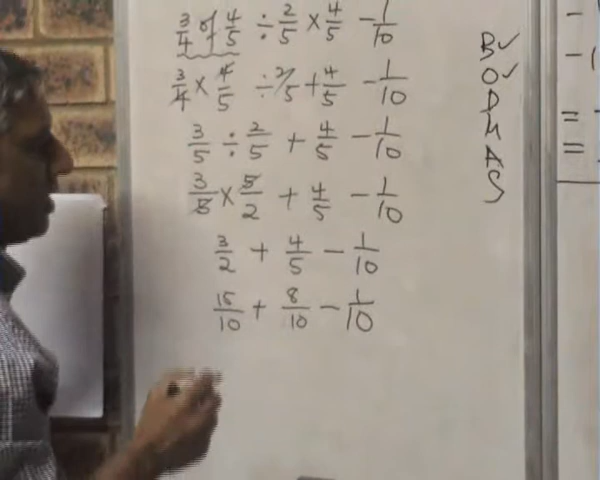 3/4 of 4/5 ÷ 2/5 × 4/5 − 1/10
3/4 × 4/5 ÷ 2/5 + 4/5 − 1/10
3/5 ÷ 2/5 + 4/5 − 1/10
3/5 × 5/2 + 4/5 − 1/10
3/2 + 4/5 − 1/10
15/10 + 8/10 − 1/10
B✓
O✓
D
M
A
S
−
− (
=
=